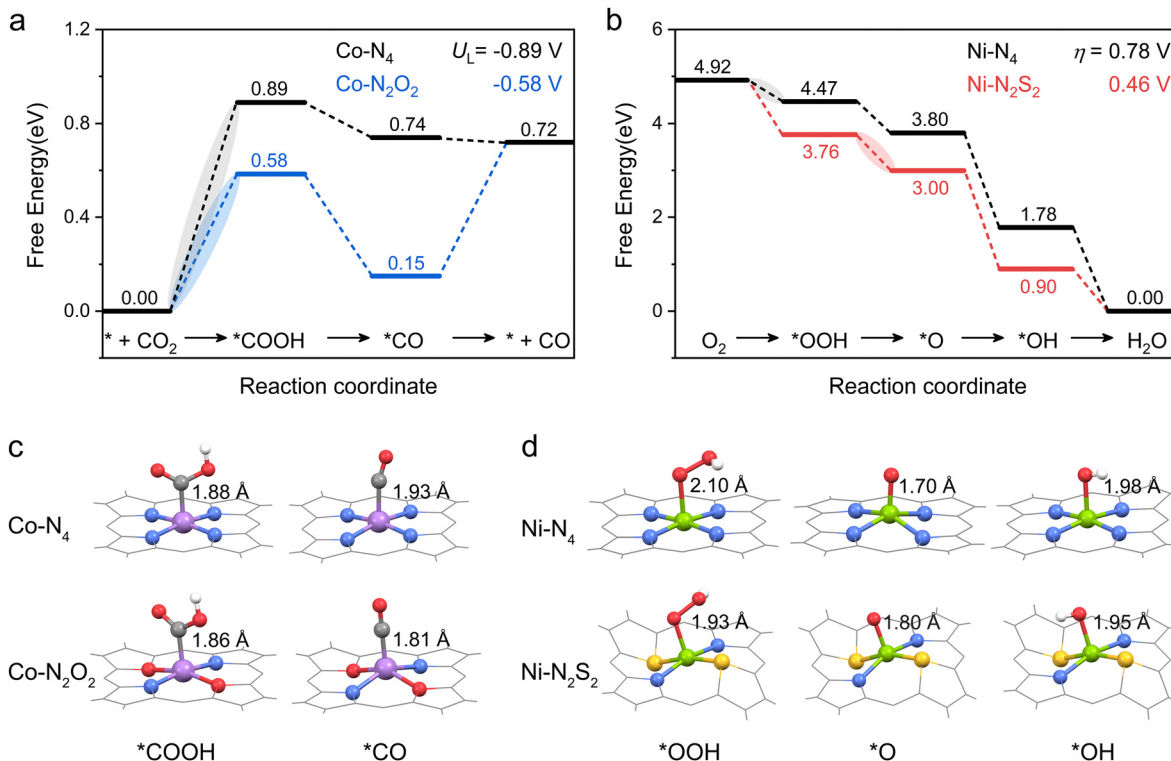 a
Co-N4 UL= -0.89 V
Co-N2O2 -0.58 V
Free Energy(eV)
1.2
0.8
0.4
0.0
0.89
0.74
0.72
0.58
0.15
0.00
* + CO2 → *COOH → *CO → * + CO
Reaction coordinate
b
Ni-N4 η = 0.78 V
Ni-N2S2 0.46 V
Free Energy(eV)
6
4
2
0
4.92
4.47
3.80
3.76
3.00
1.78
0.90
0.00
O2 → *OOH → *O → *OH → H2O
Reaction coordinate
c
Co-N4
1.88 Å
1.93 Å
Co-N2O2
1.86 Å
1.81 Å
*COOH *CO
d
Ni-N4
2.10 Å
1.70 Å
1.98 Å
Ni-N2S2
1.93 Å
1.80 Å
1.95 Å
*OOH *O *OH